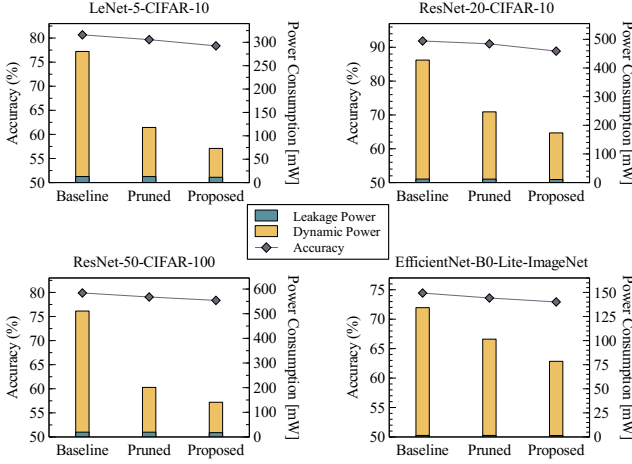 LeNet-5-CIFAR-10
Accuracy (%)
80
75
70
65
60
55
50
300
250
200
150
100
50
0
Power Consumption [mW]
Baseline Pruned Proposed
ResNet-20-CIFAR-10
Accuracy (%)
90
80
70
60
50
500
400
300
200
100
0
Power Consumption [mW]
Baseline Pruned Proposed
Leakage Power
Dynamic Power
Accuracy
ResNet-50-CIFAR-100
Accuracy (%)
80
75
70
65
60
55
50
600
500
400
300
200
100
0
Power Consumption [mW]
Baseline Pruned Proposed
EfficientNet-B0-Lite-ImageNet
Accuracy (%)
75
70
65
60
55
50
150
125
100
75
50
25
0
Power Consumption [mW]
Baseline Pruned Proposed